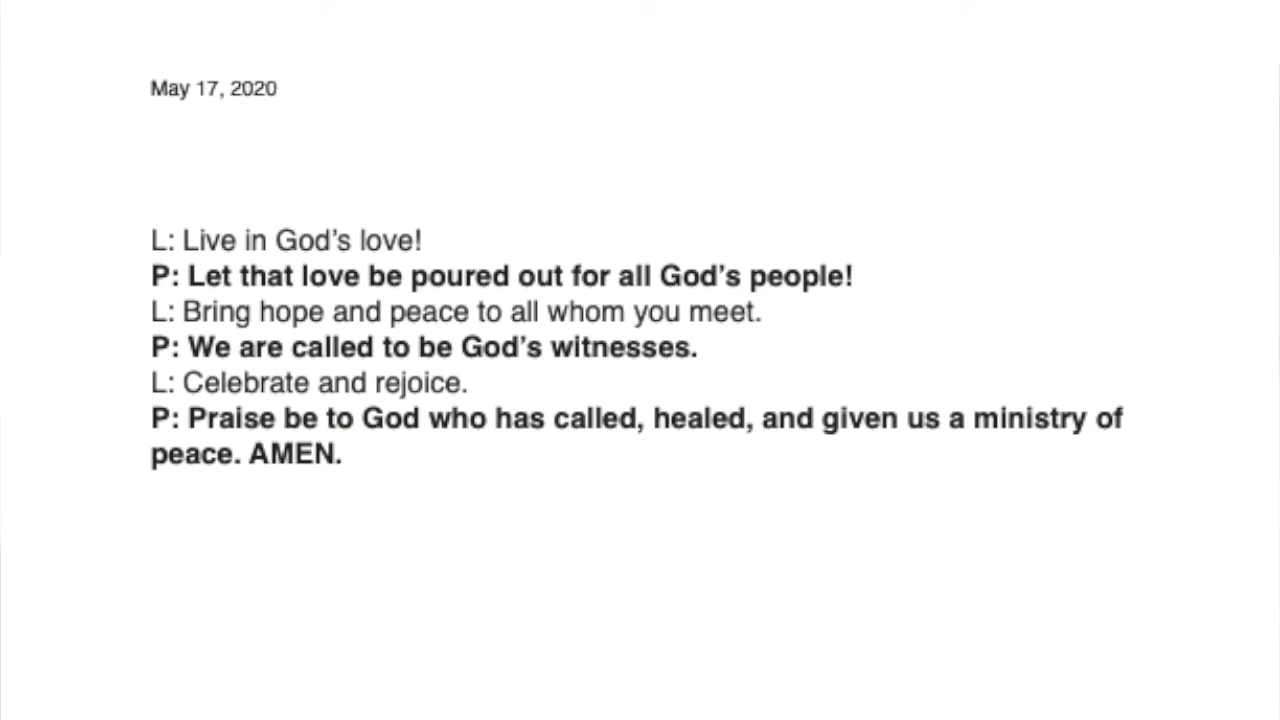 May 17, 2020
L: Live in God’s love!
P: Let that love be poured out for all God’s people!
L: Bring hope and peace to all whom you meet.
P: We are called to be God’s witnesses.
L: Celebrate and rejoice.
P: Praise be to God who has called, healed, and given us a ministry of
peace. AMEN.